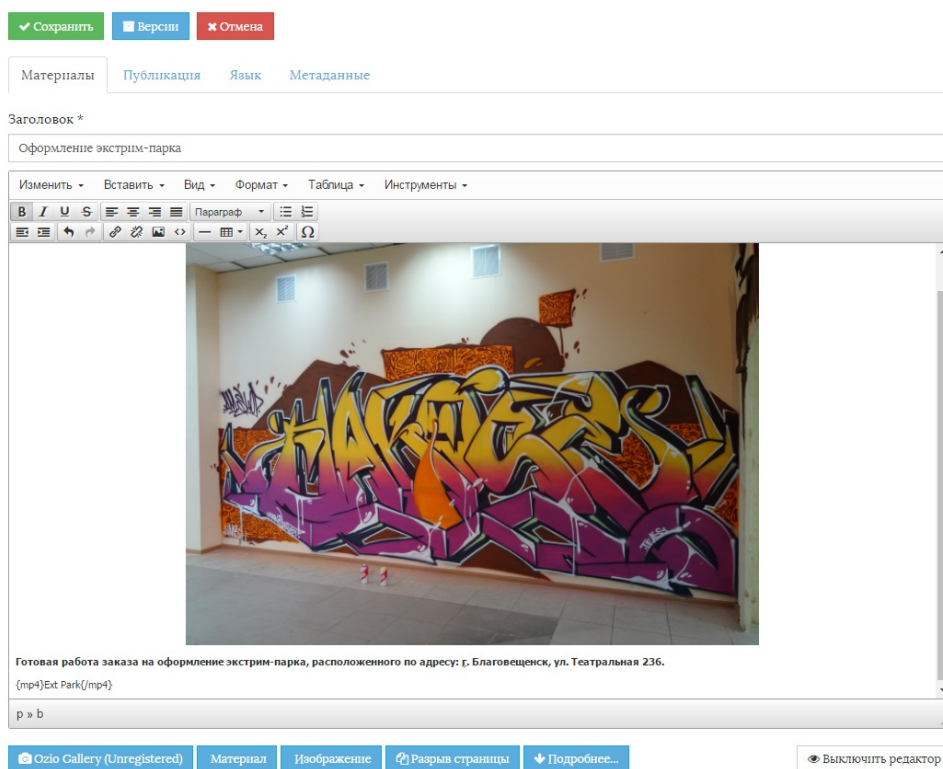 Сохранить Версии Отмена
Материалы Публикация Язык Метаданные
Заголовок *
Оформление экстрим-парка
Изменить Вставить Вид Формат Таблица Инструменты
B I U S Параграф
X₂ X² Ω
Готовая работа заказа на оформление экстрим-парка, расположенного по адресу: г. Благовещенск, ул. Театральная 236.
{mp4}Ext Park{/mp4}
p » b
Ozio Gallery (Unregistered) Материал Изображение Разрыв страницы Подробнее... Выключить редактор